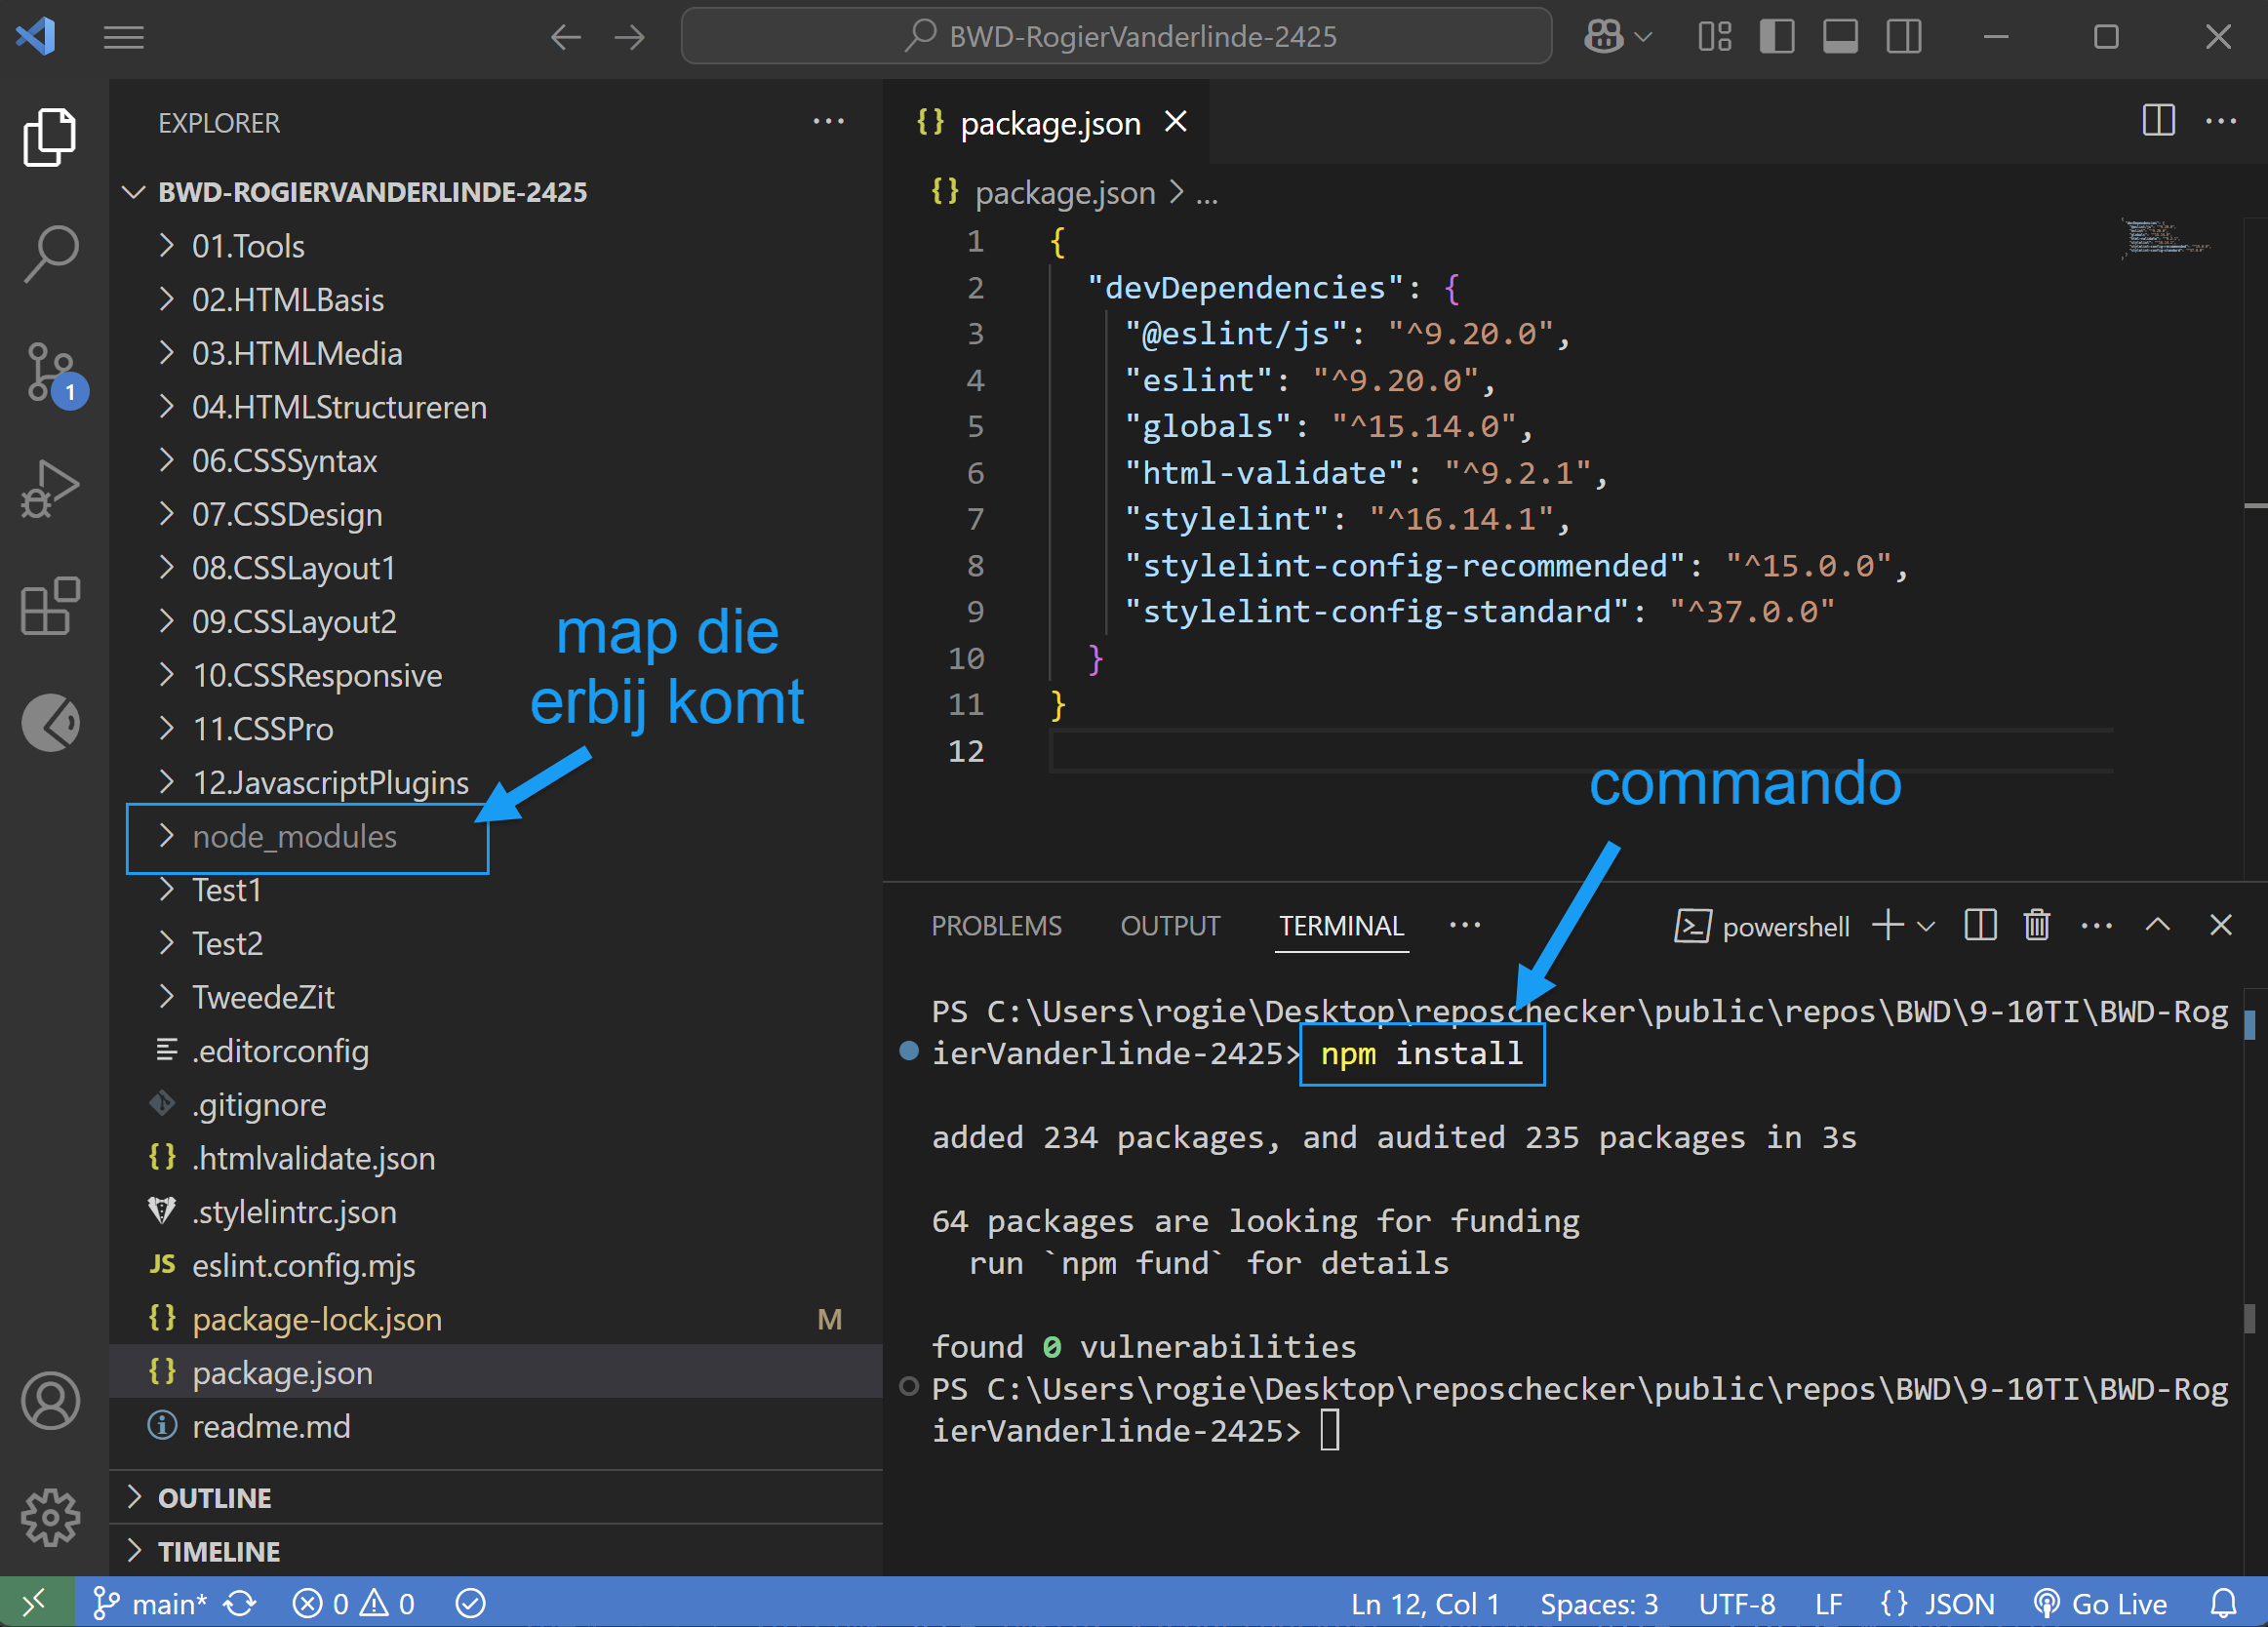 BWD-RogierVanderlinde-2425
EXPLORER
BWD-ROGIERVANDERLINDE-2425
01.Tools
02.HTMLBasis
03.HTMLMedia
04.HTMLStructureren
06.CSSSyntax
07.CSSDesign
08.CSSLayout1
09.CSSLayout2
10.CSSResponsive
11.CSSPro
12.JavascriptPlugins
node_modules
Test1
Test2
TweedeZit
.editorconfig
.gitignore
{} .htmlvalidate.json
.stylelintrc.json
JS eslint.config.mjs
{} package-lock.json M
{} package.json
readme.md
OUTLINE
TIMELINE
1
map die
erbij komt
{} package.json
{} package.json > ...
1 {
2 "devDependencies": {
3 "@eslint/js": "^9.20.0",
4 "eslint": "^9.20.0",
5 "globals": "^15.14.0",
6 "html-validate": "^9.2.1",
7 "stylelint": "^16.14.1",
8 "stylelint-config-recommended": "^15.0.0",
9 "stylelint-config-standard": "^37.0.0"
10 }
11 }
12
commando
PROBLEMS OUTPUT TERMINAL ... powershell
PS C:\Users\rogie\Desktop\reposchecker\public\repos\BWD\9-10TI\BWD-Rog
ierVanderlinde-2425> npm install
added 234 packages, and audited 235 packages in 3s
64 packages are looking for funding
run `npm fund` for details
found 0 vulnerabilities
PS C:\Users\rogie\Desktop\reposchecker\public\repos\BWD\9-10TI\BWD-Rog
ierVanderlinde-2425>
main* 0 0 Ln 12, Col 1 Spaces: 3 UTF-8 LF {} JSON Go Live